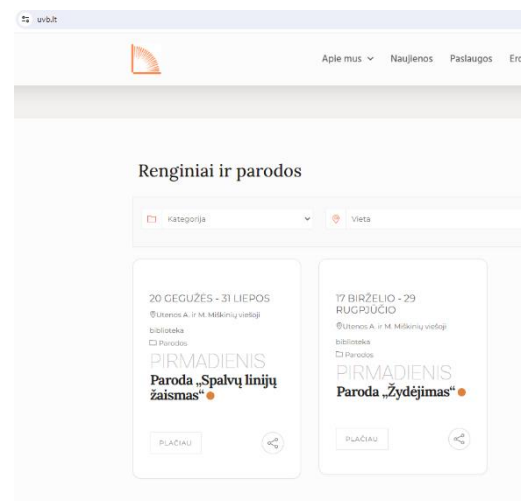 uvb.lt
Apie mus Naujienos Paslaugos Erd
Renginiai ir parodos
Kategorija
Vieta
20 GEGUŽĖS - 31 LIEPOS
Utenos A. ir M. Miškinių viešoji
biblioteka
Parodos
PIRMADIENIS
Paroda „Spalvų linijų
žaismas“
PLAČIAU
17 BIRŽELIO - 29
RUGPJŪČIO
Utenos A. ir M. Miškinių viešoji
biblioteka
Parodos
PIRMADIENIS
Paroda „Žydėjimas“
PLAČIAU